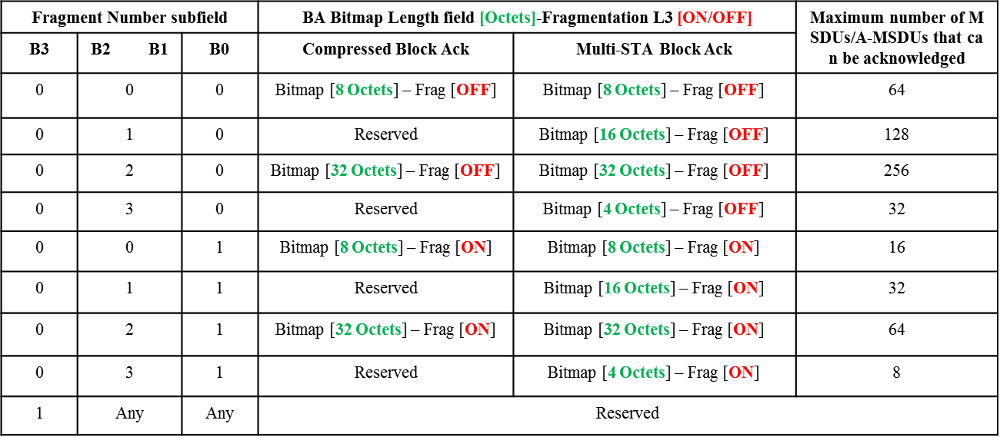 Fragment Number subfield BA Bitmap Length field [Octets]-Fragmentation L3 [ON/OFF] Maximum number of M
SDUs/A-MSDUs that ca
n be acknowledged
B3 B2 B1 B0 Compressed Block Ack Multi-STA Block Ack
0 0 0 Bitmap [8 Octets] – Frag [OFF] Bitmap [8 Octets] – Frag [OFF] 64
0 1 0 Reserved Bitmap [16 Octets] – Frag [OFF] 128
0 2 0 Bitmap [32 Octets] – Frag [OFF] Bitmap [32 Octets] – Frag [OFF] 256
0 3 0 Reserved Bitmap [4 Octets] – Frag [OFF] 32
0 0 1 Bitmap [8 Octets] – Frag [ON] Bitmap [8 Octets] – Frag [ON] 16
0 1 1 Reserved Bitmap [16 Octets] – Frag [ON] 32
0 2 1 Bitmap [32 Octets] – Frag [ON] Bitmap [32 Octets] – Frag [ON] 64
0 3 1 Reserved Bitmap [4 Octets] – Frag [ON] 8
1 Any Any Reserved